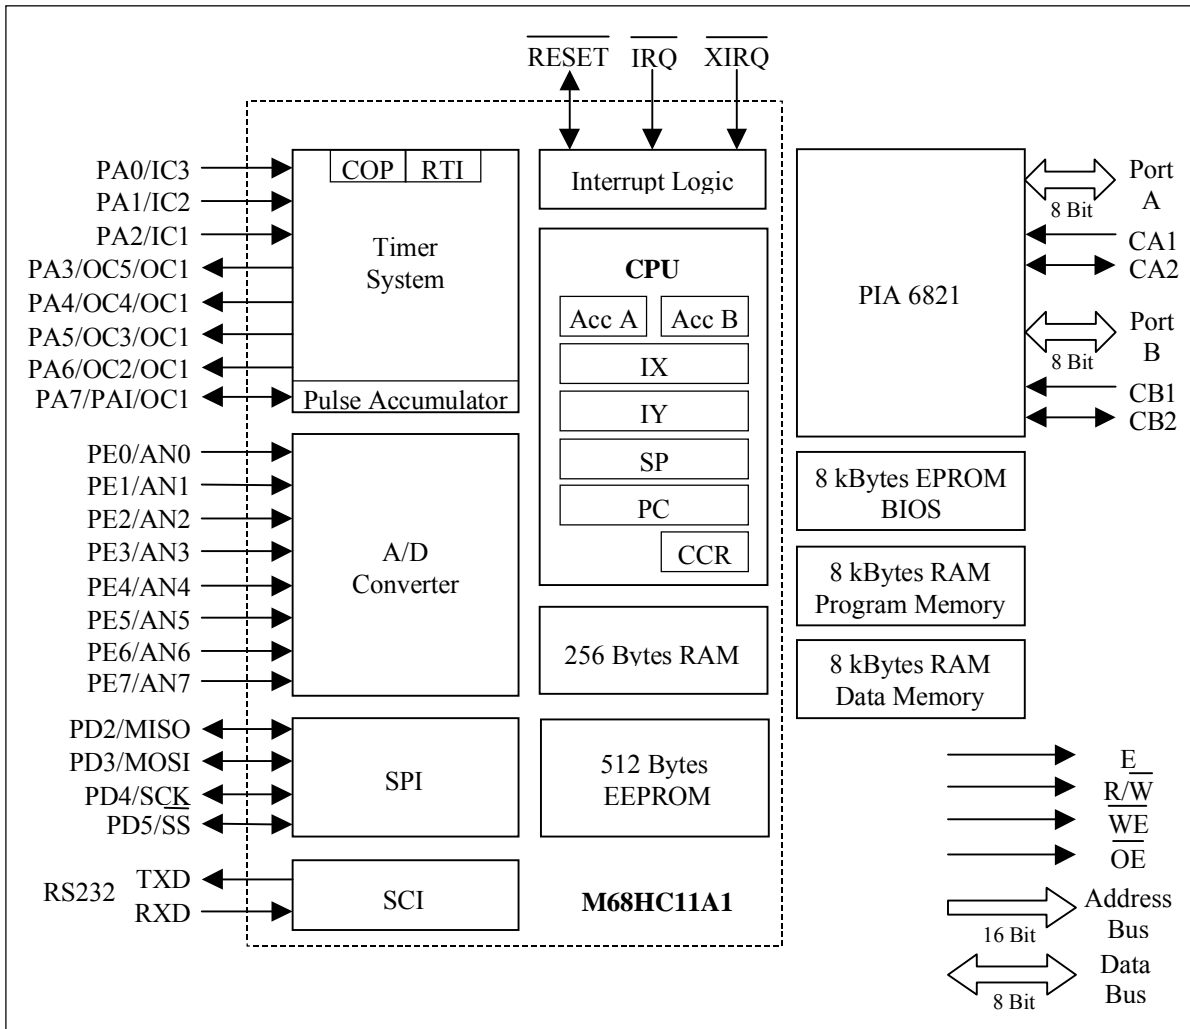 RESET IRQ XIRQ
PA0/IC3
PA1/IC2
PA2/IC1
PA3/OC5/OC1
PA4/OC4/OC1
PA5/OC3/OC1
PA6/OC2/OC1
PA7/PAI/OC1
COP RTI
Timer
System
Pulse Accumulator
PE0/AN0
PE1/AN1
PE2/AN2
PE3/AN3
PE4/AN4
PE5/AN5
PE6/AN6
PE7/AN7
A/D
Converter
PD2/MISO
PD3/MOSI
PD4/SCK
PD5/SS
SPI
RS232
TXD
RXD
SCI
Interrupt Logic
CPU
Acc A Acc B
IX
IY
SP
PC
CCR
256 Bytes RAM
512 Bytes
EEPROM
M68HC11A1
PIA 6821
8 Bit
Port
A
CA1
CA2
8 Bit
Port
B
CB1
CB2
8 kBytes EPROM
BIOS
8 kBytes RAM
Program Memory
8 kBytes RAM
Data Memory
E
R/W
WE
OE
16 Bit
Address
Bus
8 Bit
Data
Bus